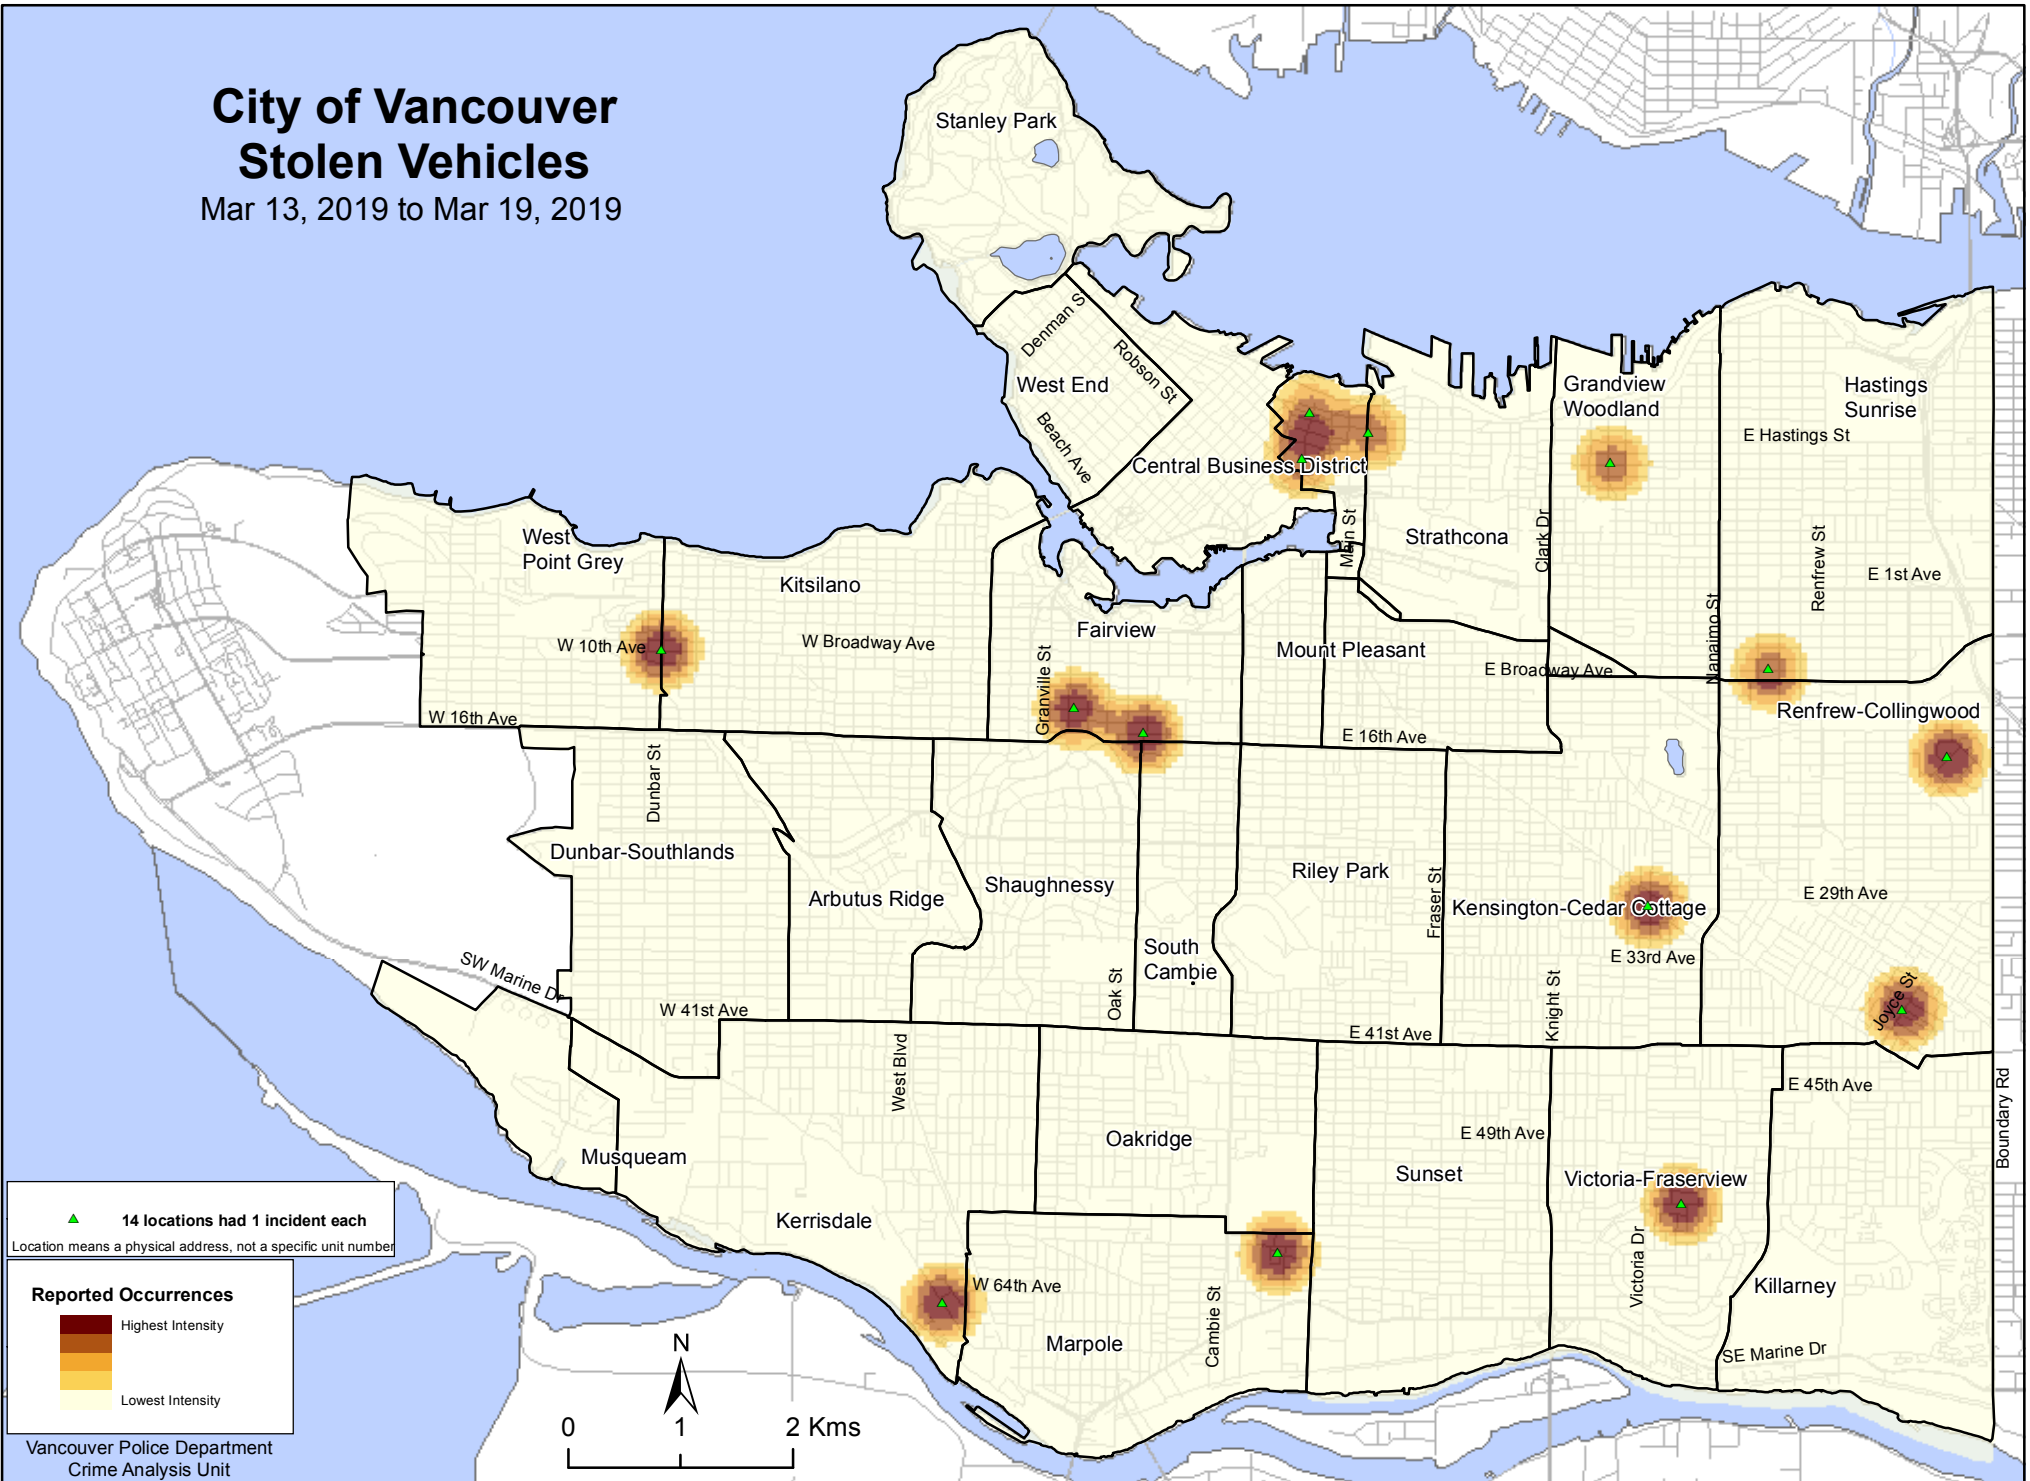 City of Vancouver
Stolen Vehicles
Mar 13, 2019 to Mar 19, 2019
Stanley Park
Denman S
Robson St
West End
Beach Ave
Central Business District
Grandview
Woodland
Hastings
Sunrise
E Hastings St
West
Point Grey
Kitsilano
Main St
Strathcona
Clark Dr
Renfrew St
E 1st Ave
Nanaimo St
W 10th Ave
W Broadway Ave
Fairview
Granville St
Mount Pleasant
E Broadway Ave
W 16th Ave
E 16th Ave
Renfrew-Collingwood
Dunbar St
Dunbar-Southlands
Arbutus Ridge
Shaughnessy
Riley Park
Fraser St
Kensington-Cedar Cottage
E 29th Ave
E 33rd Ave
South
Cambie
Oak St
Knight St
Joyce St
SW Marine Dr
W 41st Ave
E 41st Ave
West Blvd
E 45th Ave
Boundary Rd
Oakridge
E 49th Ave
Musqueam
Sunset
Victoria-Fraserview
Kerrisdale
Victoria Dr
W 64th Ave
Cambie St
Killarney
Marpole
SE Marine Dr
14 locations had 1 incident each
Location means a physical address, not a specific unit number
Reported Occurrences
Highest Intensity
Lowest Intensity
N
0 1 2 Kms
Vancouver Police Department
Crime Analysis Unit